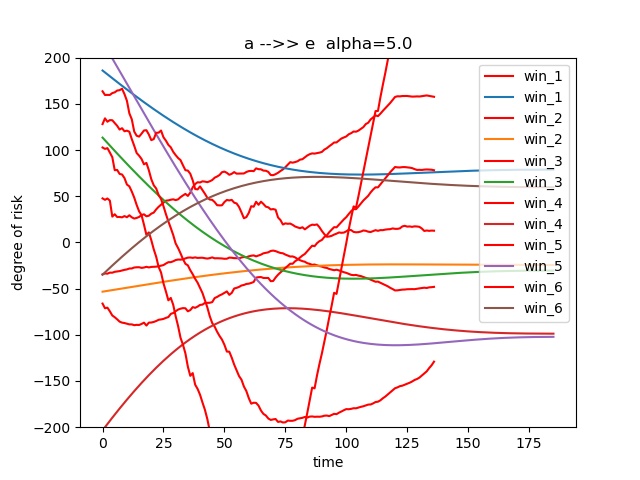 a -->> e  alpha=5.0
degree of risk
200
150
100
50
0
−50
−100
−150
−200
0
25
50
75
100
125
150
175
time
win_1
win_1
win_2
win_2
win_3
win_3
win_4
win_4
win_5
win_5
win_6
win_6